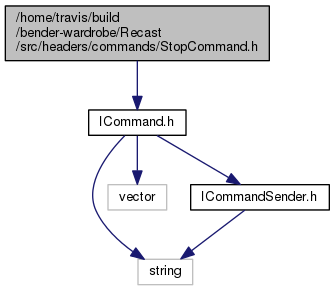 /home/travis/build
/bender-wardrobe/Recast
/src/headers/commands/StopCommand.h
ICommand.h
vector
ICommandSender.h
string